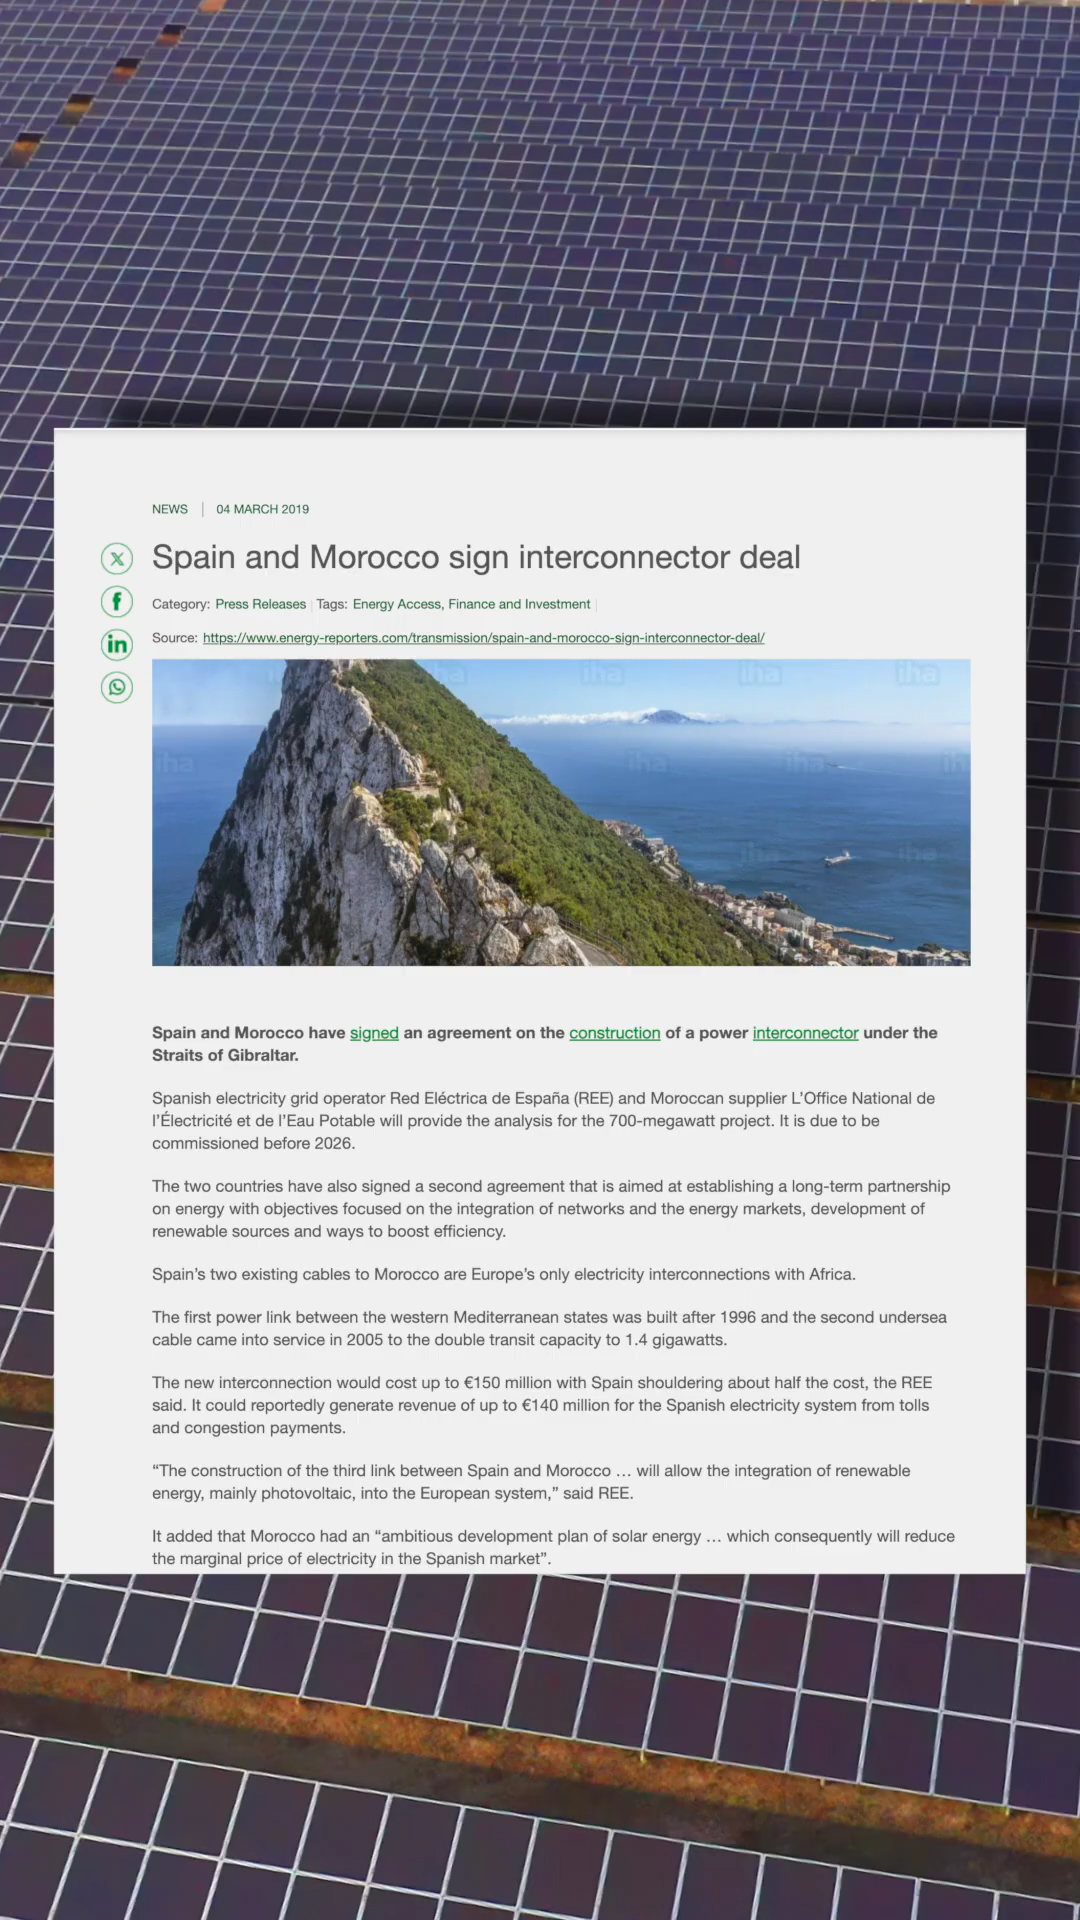 NEWS | 04 MARCH 2019
Spain and Morocco sign interconnector deal
Category: Press Releases | Tags: Energy Access, Finance and Investment |
Source: https://www.energy-reporters.com/transmission/spain-and-morocco-sign-interconnector-deal/
iha iha iha iha
iha iha iha iha
iha iha
Spain and Morocco have signed an agreement on the construction of a power interconnector under the
Straits of Gibraltar.
Spanish electricity grid operator Red Eléctrica de España (REE) and Moroccan supplier L’Office National de
l’Électricité et de l’Eau Potable will provide the analysis for the 700-megawatt project. It is due to be
commissioned before 2026.
The two countries have also signed a second agreement that is aimed at establishing a long-term partnership
on energy with objectives focused on the integration of networks and the energy markets, development of
renewable sources and ways to boost efficiency.
Spain’s two existing cables to Morocco are Europe’s only electricity interconnections with Africa.
The first power link between the western Mediterranean states was built after 1996 and the second undersea
cable came into service in 2005 to the double transit capacity to 1.4 gigawatts.
The new interconnection would cost up to €150 million with Spain shouldering about half the cost, the REE
said. It could reportedly generate revenue of up to €140 million for the Spanish electricity system from tolls
and congestion payments.
“The construction of the third link between Spain and Morocco … will allow the integration of renewable
energy, mainly photovoltaic, into the European system,” said REE.
It added that Morocco had an “ambitious development plan of solar energy … which consequently will reduce
the marginal price of electricity in the Spanish market”.